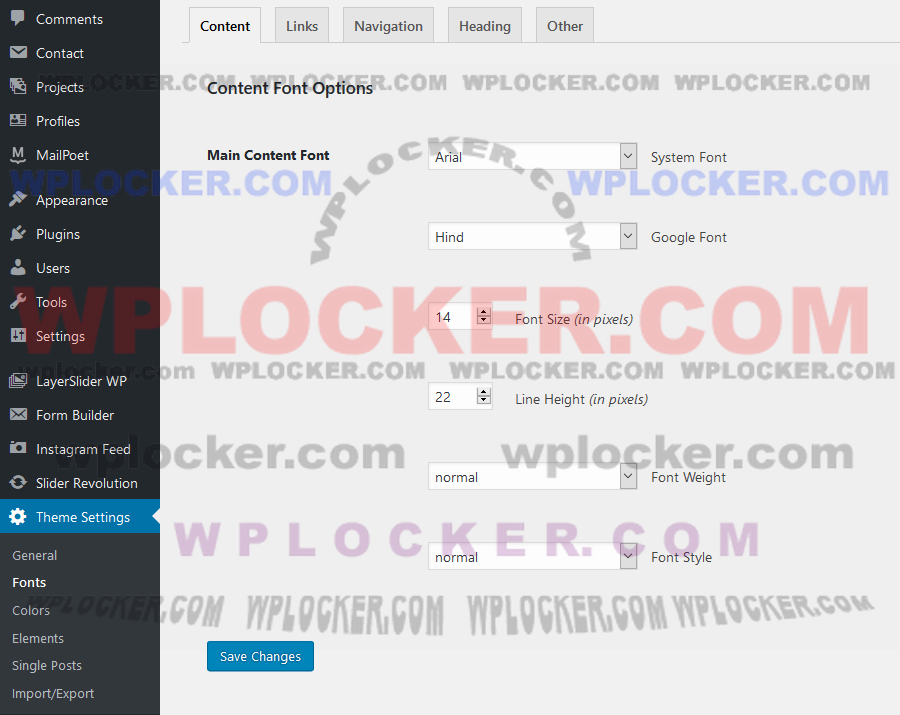 Comments
Contact
Projects
Profiles
MailPoet
Appearance
Plugins
Users
Tools
Settings
LayerSlider WP
Form Builder
Instagram Feed
Slider Revolution
Theme Settings
General
Fonts
Colors
Elements
Single Posts
Import/Export
Content Links Navigation Heading Other
WPLOCKER.COM WPLOCKER.COM WPLOCKER.COM WPLOCKER.COM
Content Font Options
WPLOCKER.COM
Main Content Font Arial System Font
WPLOCKER.COM WPLOCKER.COM
Hind Google Font
WPLOCKER.COM
14 Font Size (in pixels)
wplocker.com WPLOCKER.COM WPLOCKER.COM WPLOCKER.COM
22 Line Height (in pixels)
wplocker.com wplocker.com
normal Font Weight
WPLOCKER.COM
normal Font Style
WPLOCKER.COM WPLOCKER.COM WPLOCKER.COM WPLOCKER.COM
Save Changes